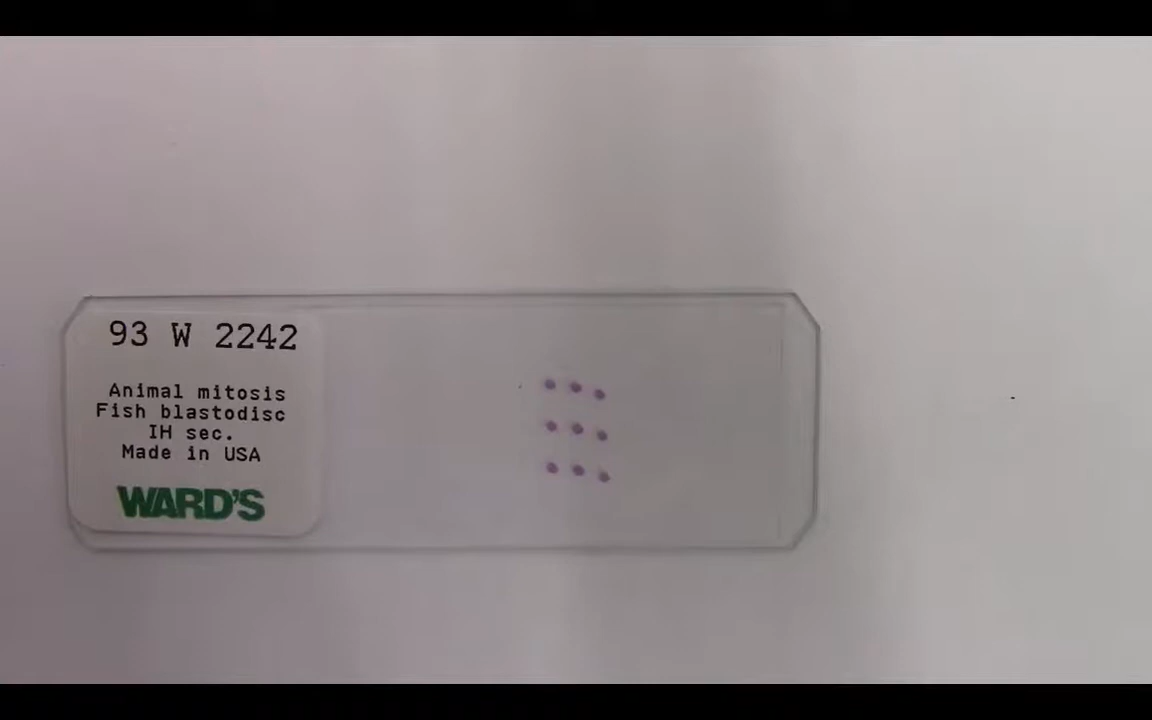 93 W 2242
Animal mitosis
Fish blastodisc
IH sec.
Made in USA
WARD'S